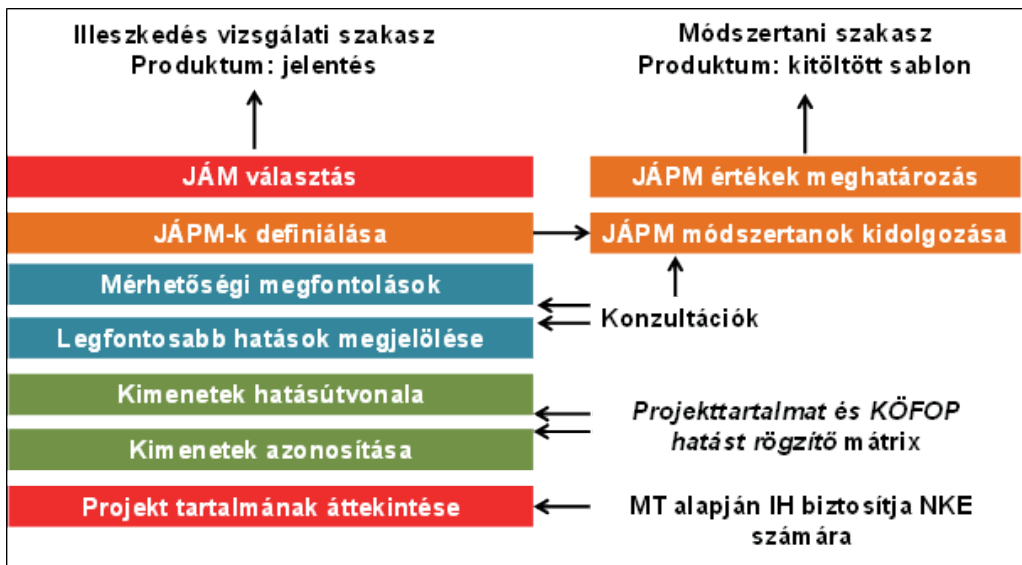 Illeszkedés vizsgálati szakasz
Produktum: jelentés
JÁM választás
JÁPM-k definiálása
Mérhetőségi megfontolások
Legfontosabb hatások megjelölése
Kimenetek hatásútvonala
Kimenetek azonosítása
Projekt tartalmának áttekintése
Módszertani szakasz
Produktum: kitöltött sablon
JÁPM értékek meghatározás
JÁPM módszertanok kidolgozása
Konzultációk
Projekttartalmat és KÖFOP
hatást rögzítő mátrix
MT alapján IH biztosítja NKE
számára